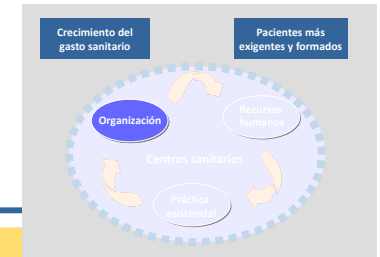 Crecimiento del
gasto sanitario
Pacientes más
exigentes y formados
Organización
Recursos
humanos
Centros sanitarios
Práctica
asistencial